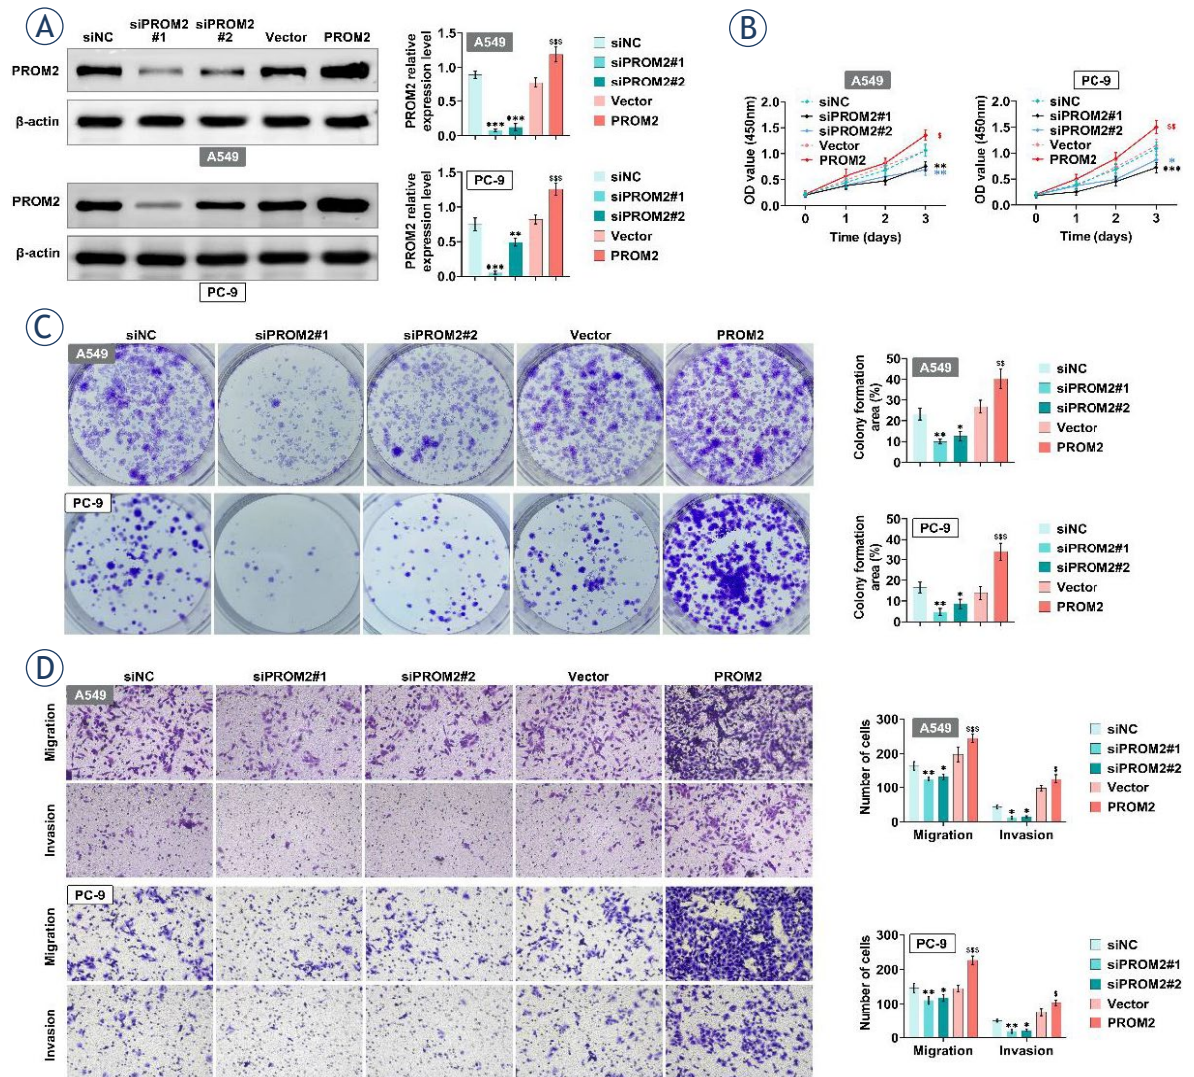 A
siNC
siPROM2
#1
siPROM2
#2
Vector
PROM2
PROM2
β-actin
A549
PROM2
β-actin
PC-9
PROM2 relative
expression level
1.5
1.0
0.5
0.0
A549
***
***
$$$
siNC
siPROM2#1
siPROM2#2
Vector
PROM2
PROM2 relative
expression level
1.5
1.0
0.5
0.0
PC-9
***
**
$$$
siNC
siPROM2#1
siPROM2#2
Vector
PROM2
B
A549
OD value (450nm)
2.0
1.5
1.0
0.5
0.0
siNC
siPROM2#1
siPROM2#2
Vector
PROM2
$
**
**
0 1 2 3
Time (days)
PC-9
OD value (450nm)
2.0
1.5
1.0
0.5
0.0
siNC
siPROM2#1
siPROM2#2
Vector
PROM2
$$
*
***
0 1 2 3
Time (days)
C
siNC siPROM2#1 siPROM2#2 Vector PROM2
A549
PC-9
Colony formation
area (%)
50
40
30
20
10
0
A549
**
*
$$
siNC
siPROM2#1
siPROM2#2
Vector
PROM2
Colony formation
area (%)
50
40
30
20
10
0
PC-9
**
*
$$$
siNC
siPROM2#1
siPROM2#2
Vector
PROM2
D
siNC siPROM2#1 siPROM2#2 Vector PROM2
A549
Migration
Invasion
PC-9
Migration
Invasion
Number of cells
300
200
100
0
A549
** * $$$
* * $
Migration Invasion
siNC
siPROM2#1
siPROM2#2
Vector
PROM2
Number of cells
300
200
100
0
PC-9
** * $$$
** * $
Migration Invasion
siNC
siPROM2#1
siPROM2#2
Vector
PROM2